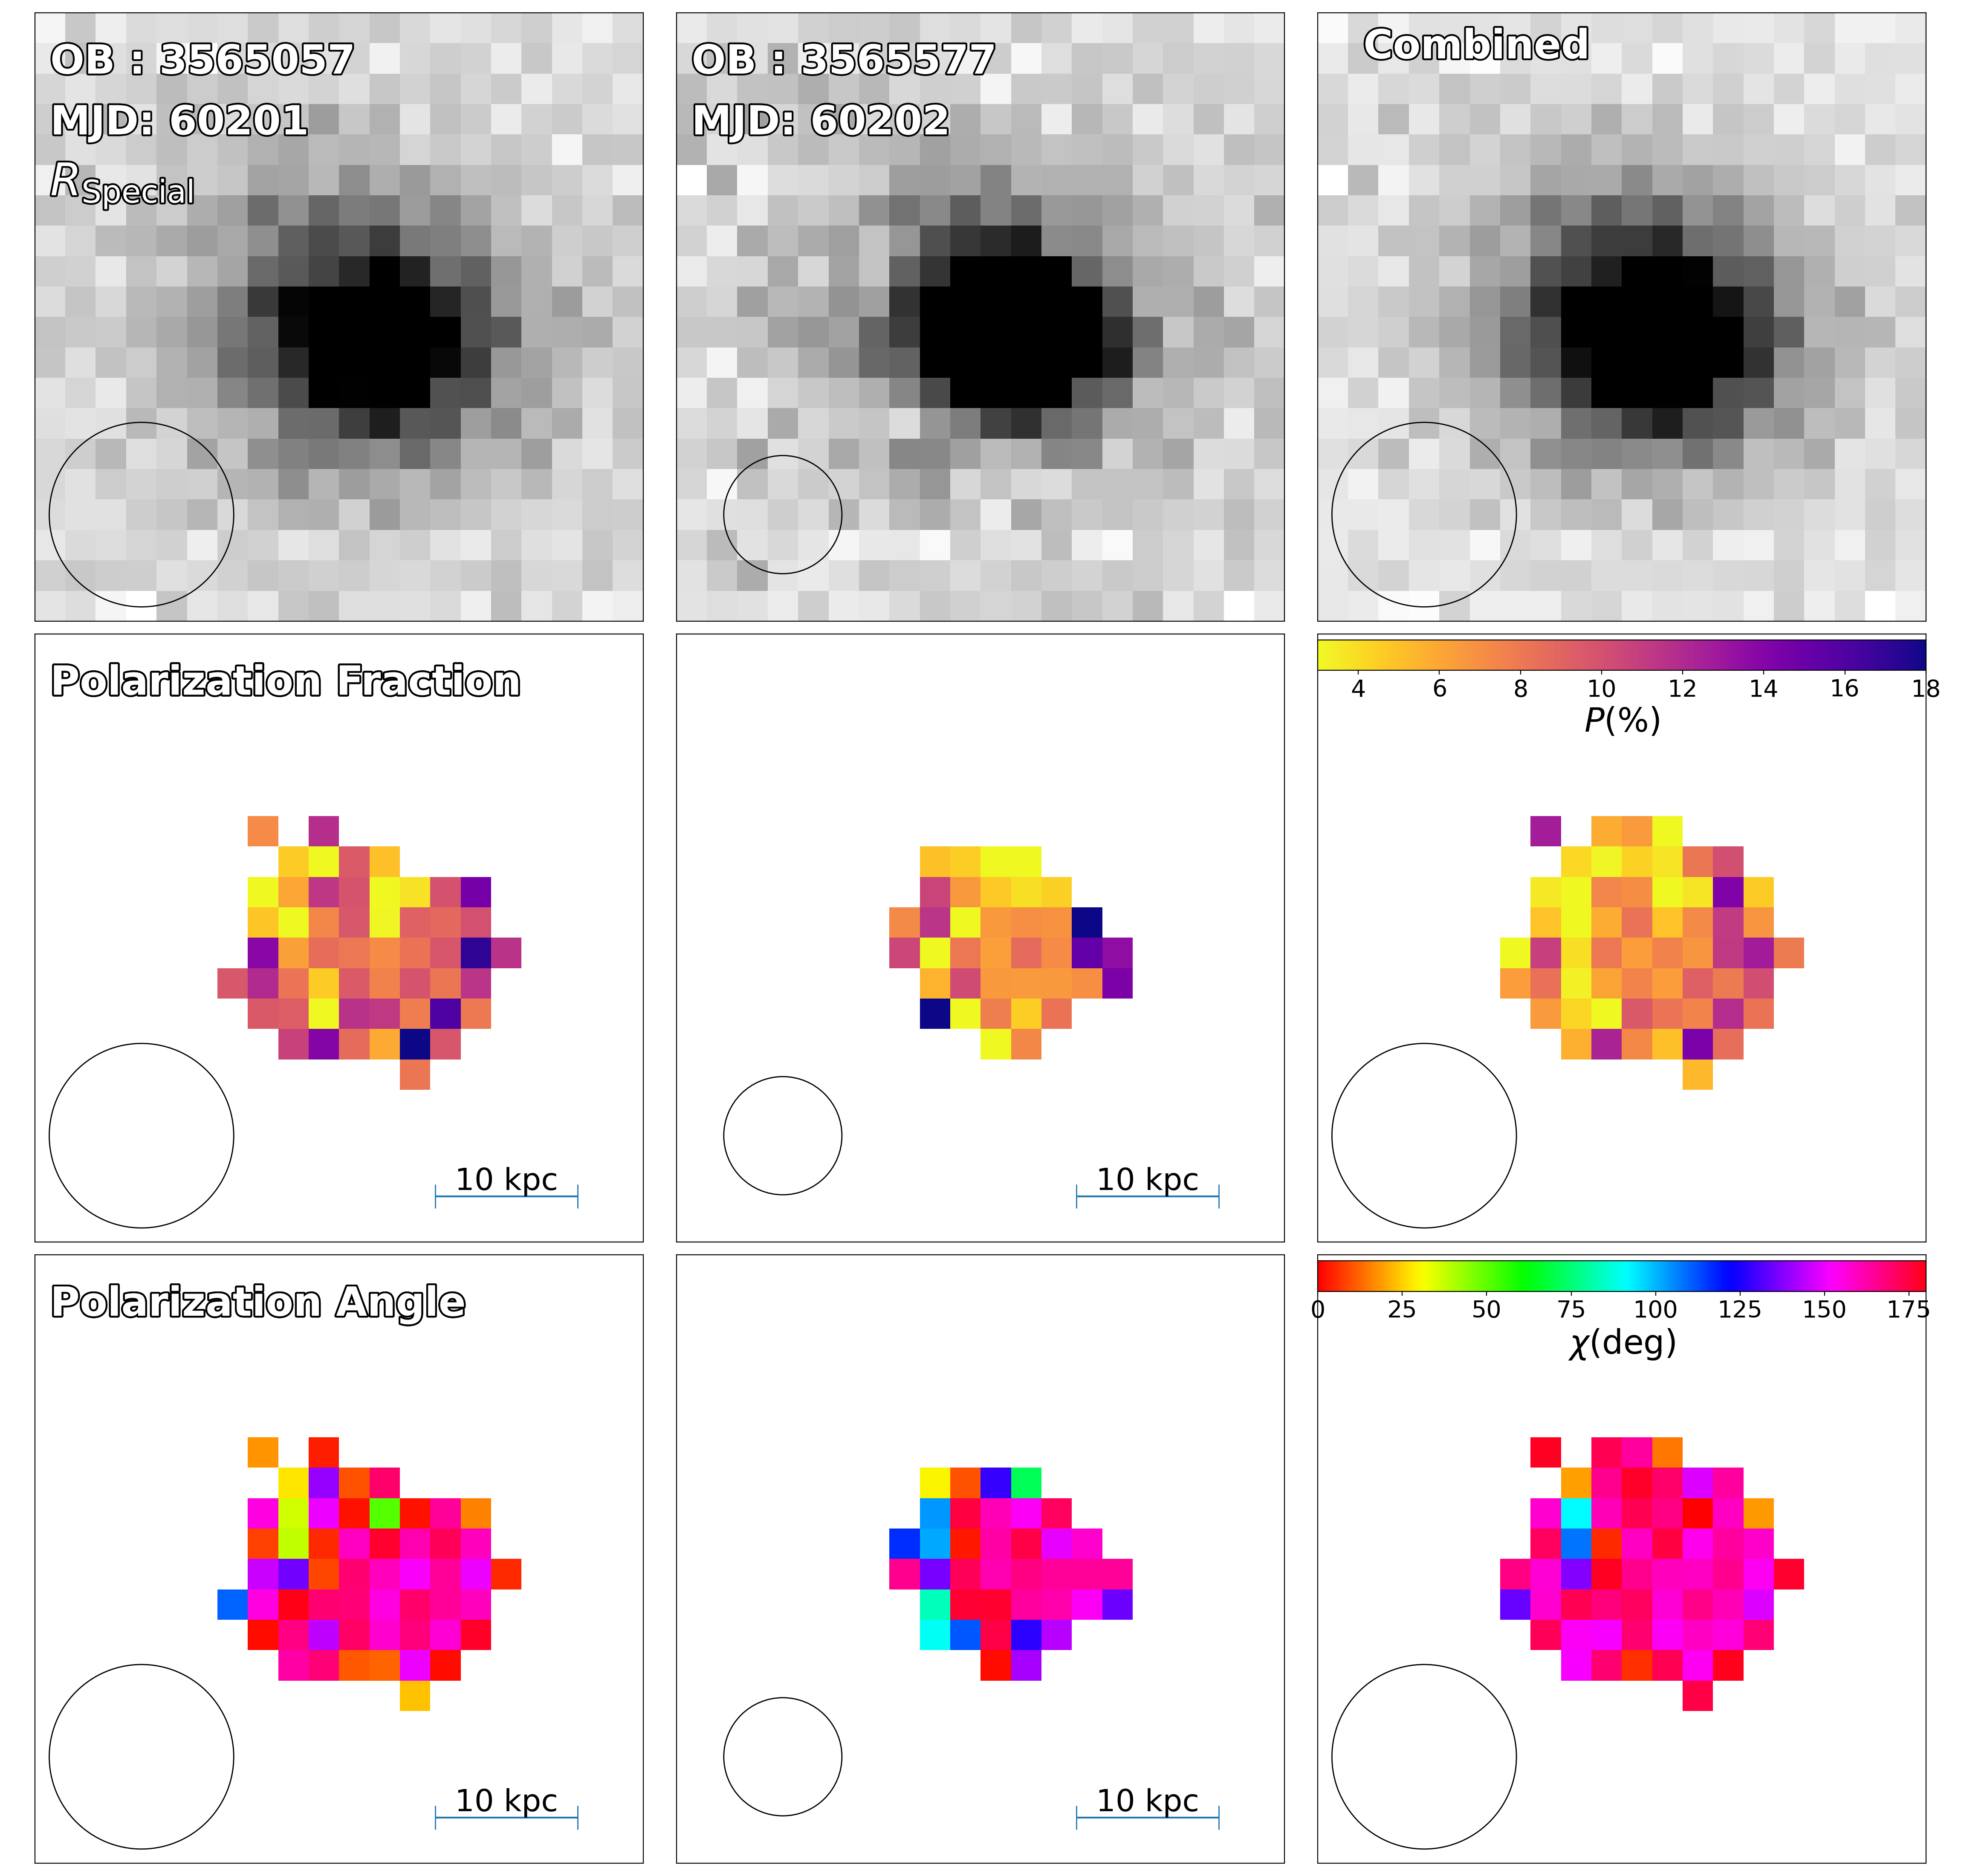 OB : 3565057
MJD: 60201
RSpecial
OB : 3565577
MJD: 60202
Combined
Polarization Fraction
10 kpc
10 kpc
4 6 8 10 12 14 16 18
P(%)
Polarization Angle
10 kpc
10 kpc
0 25 50 75 100 125 150 175
χ(deg)